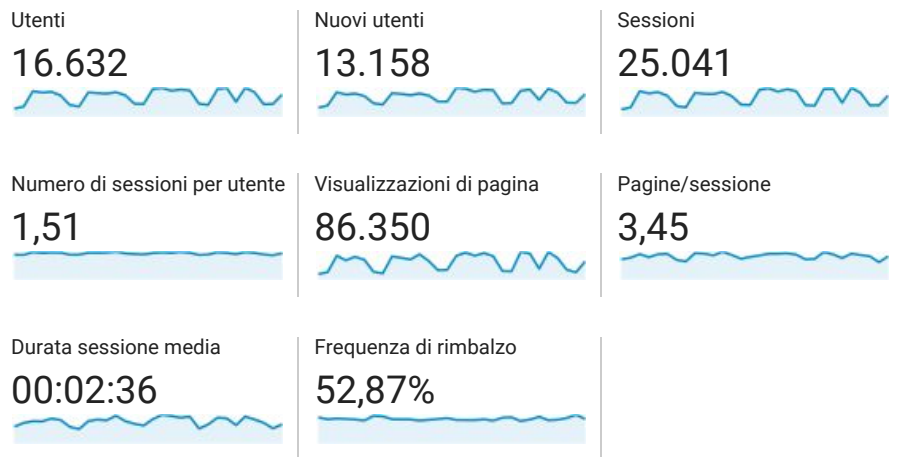 Utenti
16.632
Nuovi utenti
13.158
Sessioni
25.041
Numero di sessioni per utente
1,51
Visualizzazioni di pagina
86.350
Pagine/sessione
3,45
Durata sessione media
00:02:36
Frequenza di rimbalzo
52,87%